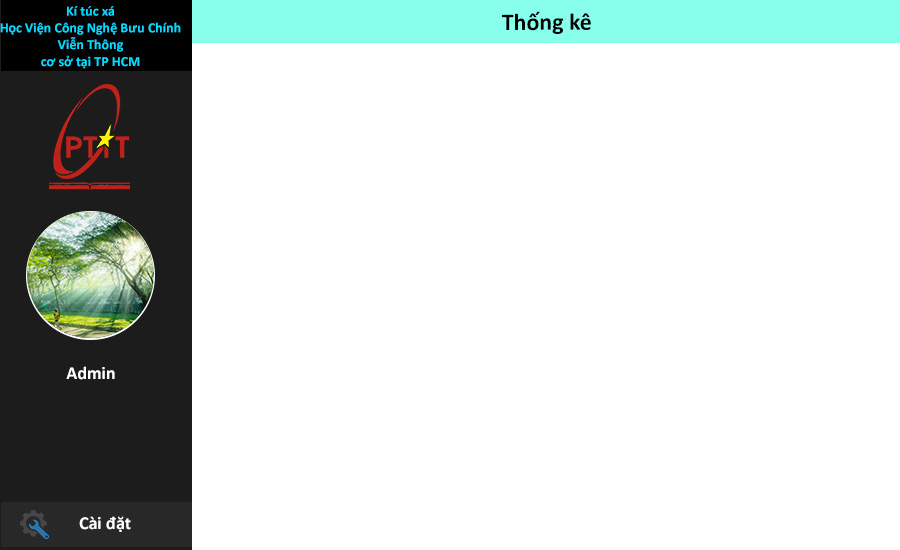 Kí túc xá
Học Viện Công Nghệ Bưu Chính
Viễn Thông
cơ sở tại TP HCM
Thống kê
PTIT
Admin
Cài đặt